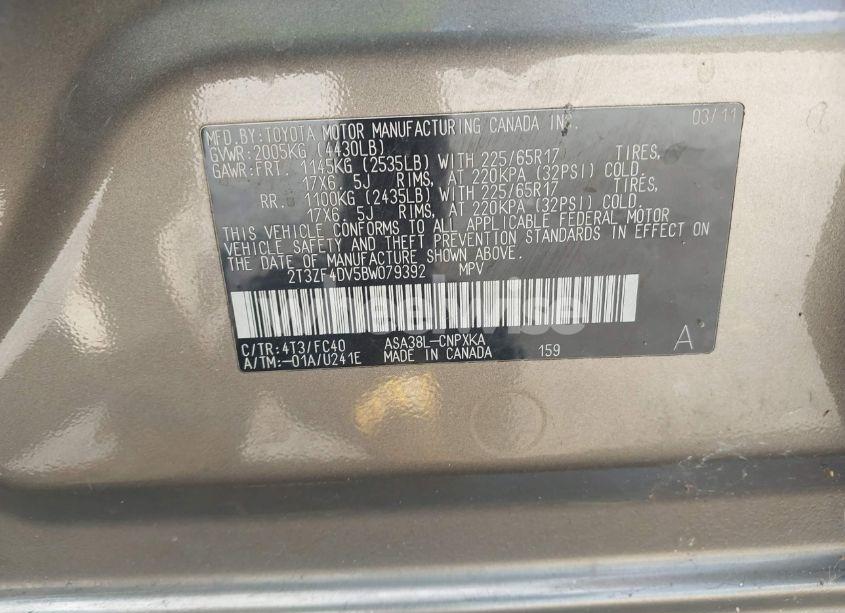 MFD.BY:TOYOTA MOTOR MANUFACTURING CANADA INC. 03/11
GVWR:2005KG (4430LB)
GAWR:FRT. 1145KG (2535LB) WITH 225/65R17 TIRES,
17X6. 5J RIMS, AT 220KPA (32PSI) COLD.
RR. 1100KG (2435LB) WITH 225/65R17 TIRES,
17X6. 5J RIMS, AT 220KPA (32PSI) COLD.
THIS VEHICLE CONFORMS TO ALL APPLICABLE FEDERAL MOTOR
VEHICLE SAFETY AND THEFT PREVENTION STANDARDS IN EFFECT ON
THE DATE OF MANUFACTURE SHOWN ABOVE.
2T3ZF4DV5BW079392 MPV
C/TR:4T3/FC40 ASA38L-CNPXKA
A/TM:-01A/U241E MADE IN CANADA 159 A